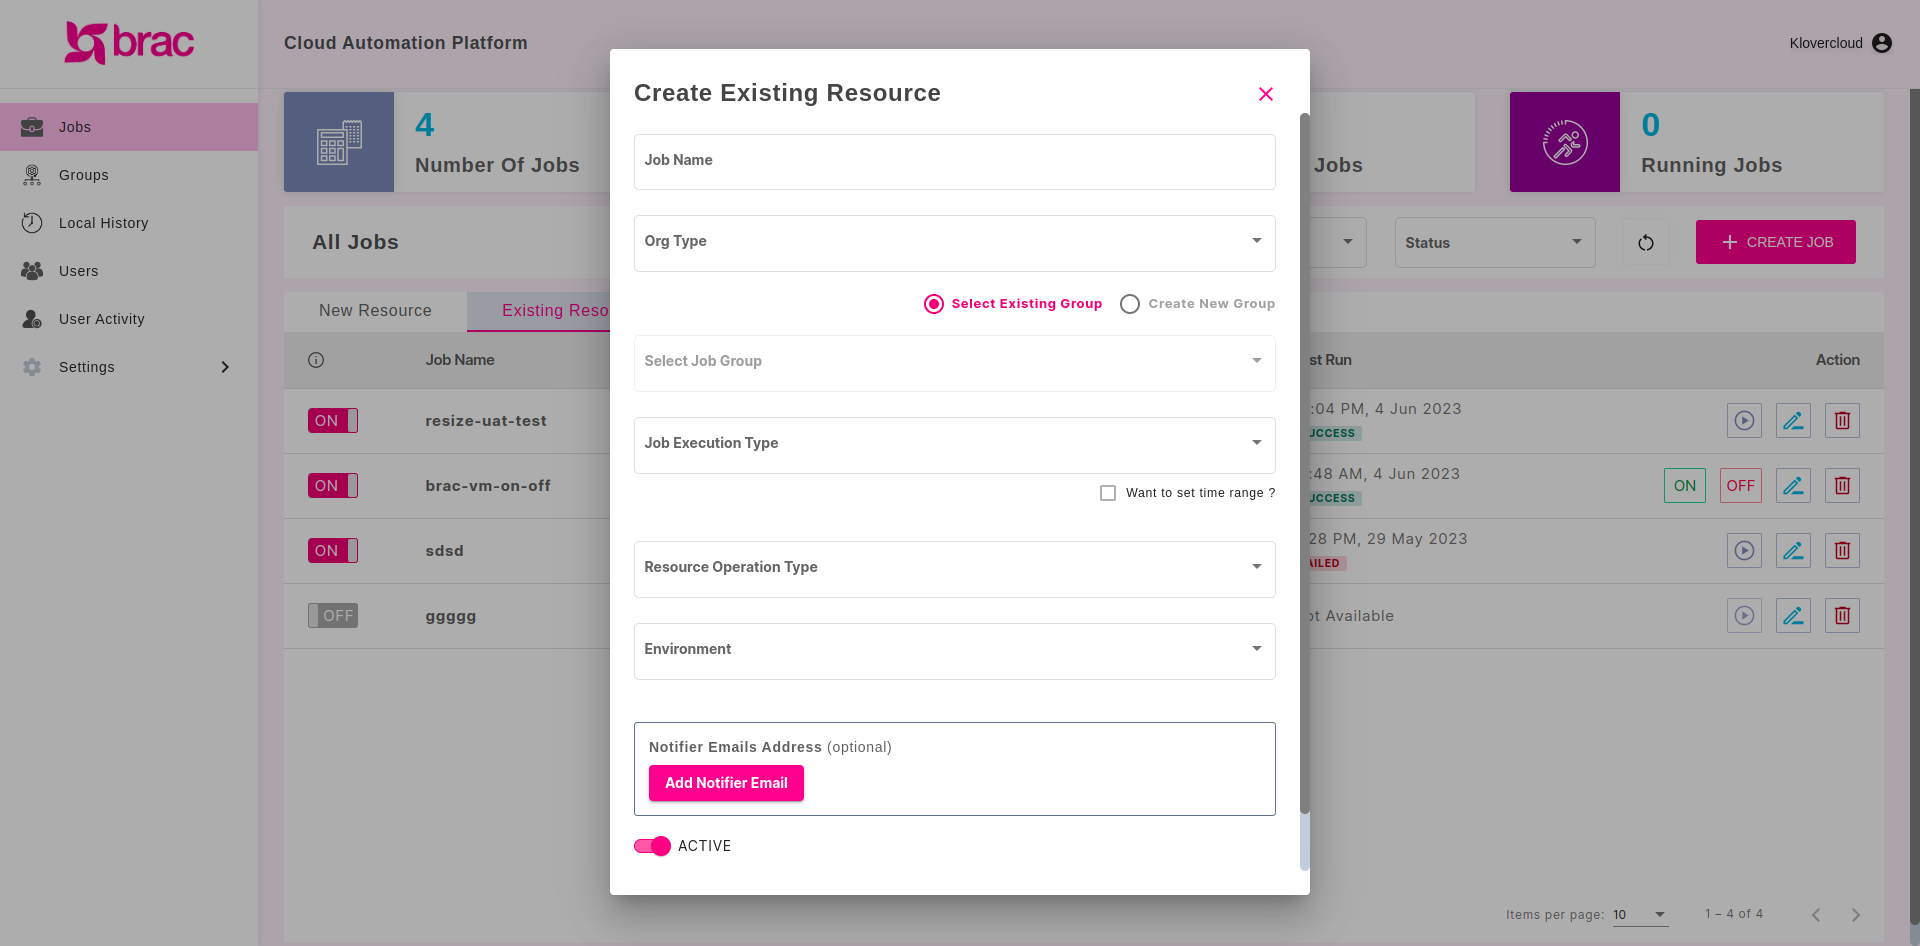 brac
Cloud Automation Platform
Klovercloud
Jobs
Groups
Local History
Users
User Activity
Settings
4
Number Of Jobs
Jobs
0
Running Jobs
All Jobs
Status
CREATE JOB
New Resource
Existing Reso
Job Name
st Run
Action
ON
resize-uat-test
:04 PM, 4 Jun 2023
UCCESS
ON
brac-vm-on-off
:48 AM, 4 Jun 2023
UCCESS
ON
OFF
ON
sdsd
28 PM, 29 May 2023
AILED
OFF
ggggg
ot Available
Items per page: 10
1 – 4 of 4
Create Existing Resource
Job Name
Org Type
Select Existing Group
Create New Group
Select Job Group
Job Execution Type
Want to set time range ?
Resource Operation Type
Environment
Notifier Emails Address (optional)
Add Notifier Email
ACTIVE